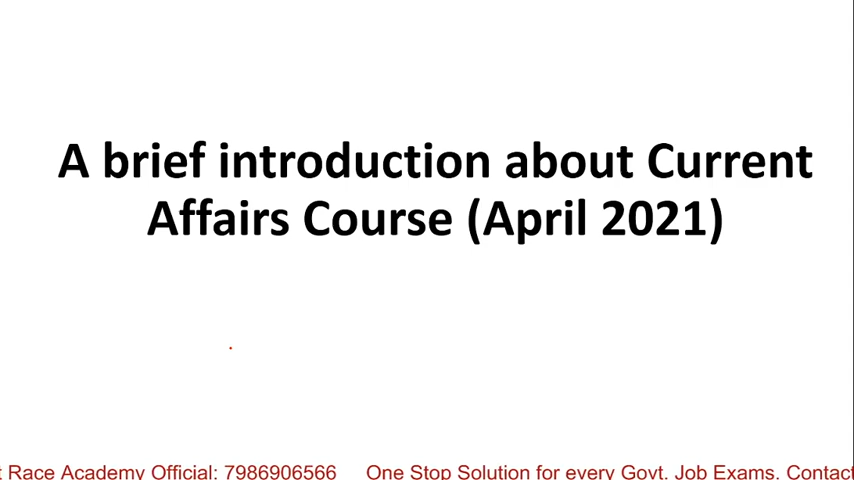 A brief introduction about Current
Affairs Course (April 2021)
t Race Academy Official: 7986906566 One Stop Solution for every Govt. Job Exams. Contact